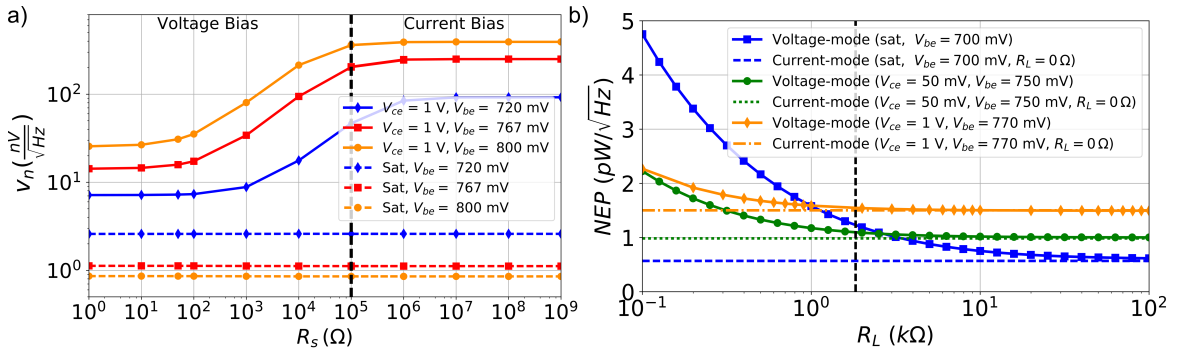 a)
Voltage Bias
Current Bias
v_n (nV/√Hz)
10^2
10^1
10^0
V_ce = 1 V, V_be = 720 mV
V_ce = 1 V, V_be = 767 mV
V_ce = 1 V, V_be = 800 mV
Sat, V_be = 720 mV
Sat, V_be = 767 mV
Sat, V_be = 800 mV
10^0 10^1 10^2 10^3 10^4 10^5 10^6 10^7 10^8 10^9
R_s (Ω)
b)
NEP (pW/√Hz)
5
4
3
2
1
0
Voltage-mode (sat, V_be = 700 mV)
Current-mode (sat, V_be = 700 mV, R_L = 0 Ω)
Voltage-mode (V_ce = 50 mV, V_be = 750 mV)
Current-mode (V_ce = 50 mV, V_be = 750 mV, R_L = 0 Ω)
Voltage-mode (V_ce = 1 V, V_be = 770 mV)
Current-mode (V_ce = 1 V, V_be = 770 mV, R_L = 0 Ω)
10^−1 10^0 10^1 10^2
R_L (kΩ)